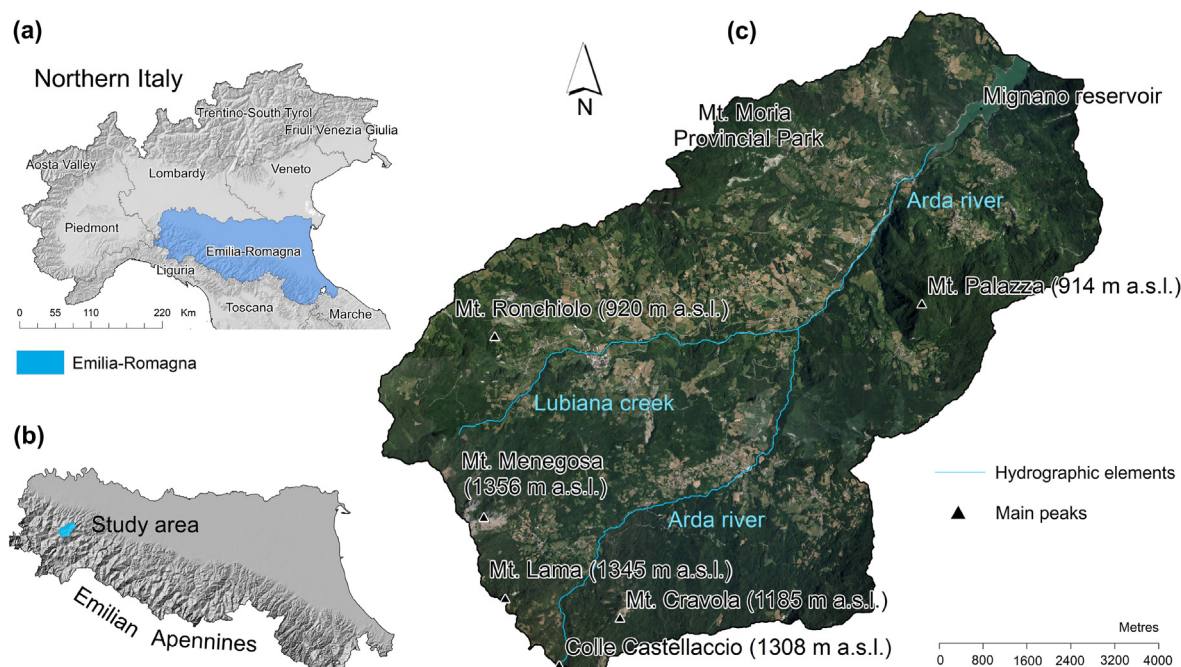 (a)
Northern Italy
Trentino-South Tyrol
Friuli Venezia Giulia
Aosta Valley
Lombardy
Veneto
Piedmont
Emilia-Romagna
Liguria
Toscana
Marche
0 55 110 220 Km
Emilia-Romagna
(b)
Study area
Emilian Apennines
(c)
N
Mignano reservoir
Mt. Moria
Provincial Park
Arda river
Mt. Palazza (914 m a.s.l.)
Mt. Ronchiolo (920 m a.s.l.)
Lubiana creek
Mt. Menegosa
(1356 m a.s.l.)
Arda river
Mt. Lama (1345 m a.s.l.)
Mt. Cravola (1185 m a.s.l.)
Colle Castellaccio (1308 m a.s.l.)
Hydrographic elements
Main peaks
Metres
0 800 1600 2400 3200 4000